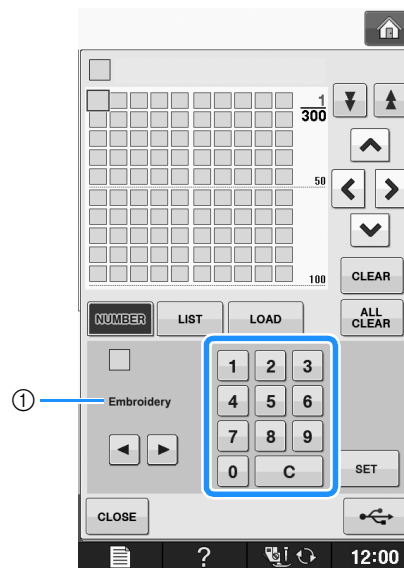 1
300
50
100
CLEAR
NUMBER LIST LOAD ALL CLEAR
1 2 3
① Embroidery 4 5 6
7 8 9
0 C SET
CLOSE
? 12:00